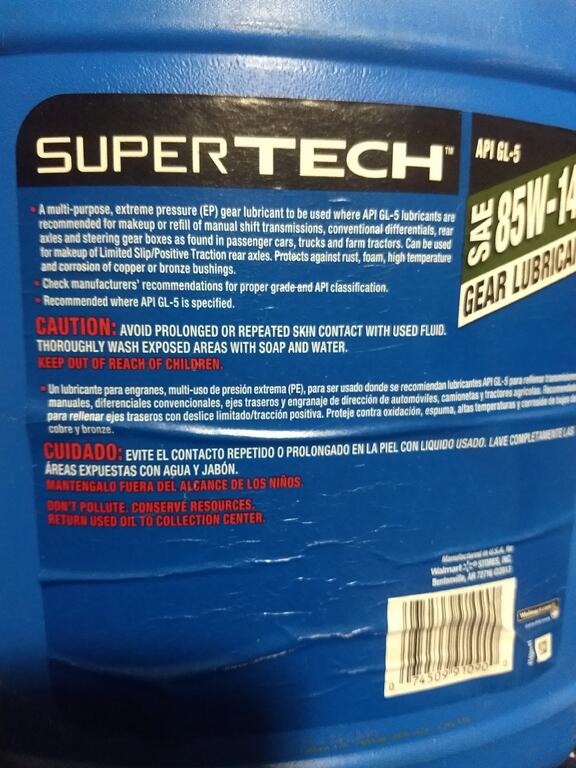 SUPERTECH™
API GL-5
SAE 85W-14
GEAR LUBRICA
• A multi-purpose, extreme pressure (EP) gear lubricant to be used where API GL-5 lubricants are
recommended for makeup or refill of manual shift transmissions, conventional differentials, rear
axles and steering gear boxes as found in passenger cars, trucks and farm tractors. Can be used
for makeup of Limited Slip/Positive Traction rear axles. Protects against rust, foam, high temperature
and corrosion of copper or bronze bushings.
• Check manufacturers' recommendations for proper grade and API classification.
• Recommended where API GL-5 is specified.
CAUTION: AVOID PROLONGED OR REPEATED SKIN CONTACT WITH USED FLUID.
THOROUGHLY WASH EXPOSED AREAS WITH SOAP AND WATER.
KEEP OUT OF REACH OF CHILDREN.
• Un lubricante para engranes, multi-uso de presión extrema (PE), para ser usado donde se recomiendan lubricantes API GL-5 para rellenar transmisiones
manuales, diferenciales convencionales, ejes traseros y engranaje de dirección de automóviles, camionetas y tractores agrícolas. Recomendado
para rellenar ejes traseros con deslice limitado/tracción positiva. Proteje contra oxidación, espuma, altas temperaturas y corrosión de bujes de
cobre y bronze.
CUIDADO: EVITE EL CONTACTO REPETIDO O PROLONGADO EN LA PIEL CON LIQUIDO USADO. LAVE COMPLETAMENTE LAS
ÁREAS EXPUESTAS CON AGUA Y JABÓN.
MANTENGALO FUERA DEL ALCANCE DE LOS NIÑOS.
DON'T POLLUTE. CONSERVE RESOURCES.
RETURN USED OIL TO COLLECTION CENTER.
Manufactured in U.S.A. for
Walmart STORES, INC.
Bentonville, AR 72716 ©2013
0 74509 91090 0